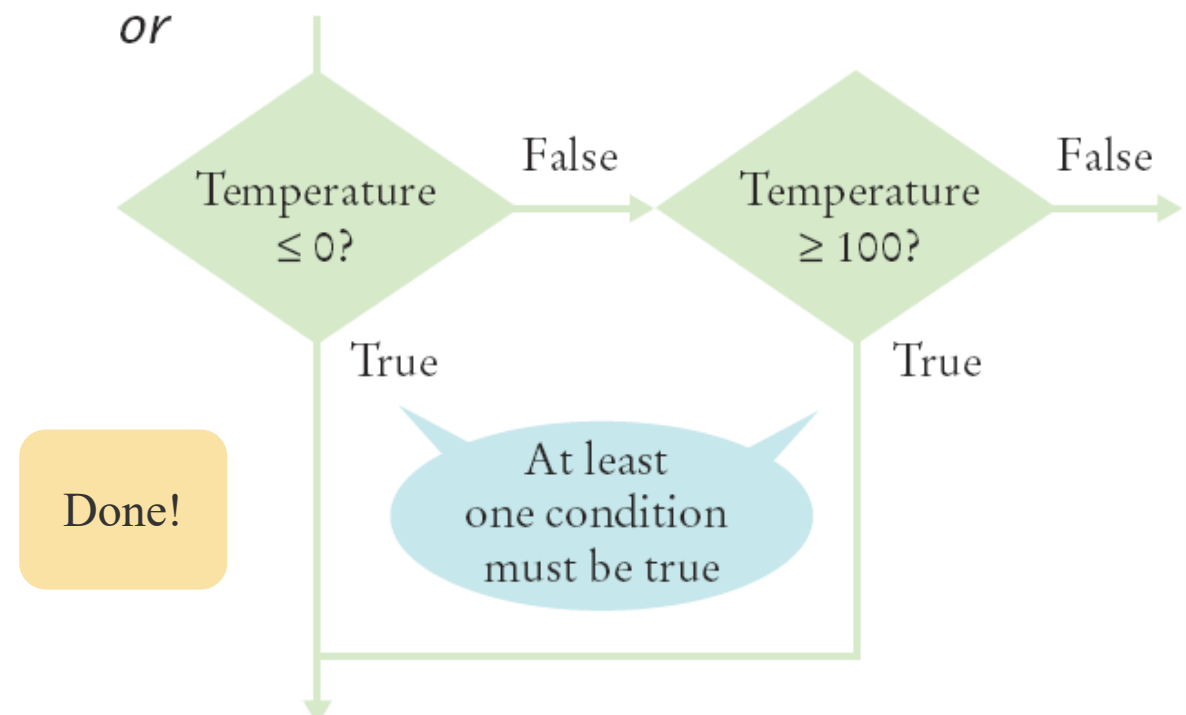 or
False
False
Temperature
≤ 0?
Temperature
≥ 100?
True
True
At least
one condition
must be true
Done!